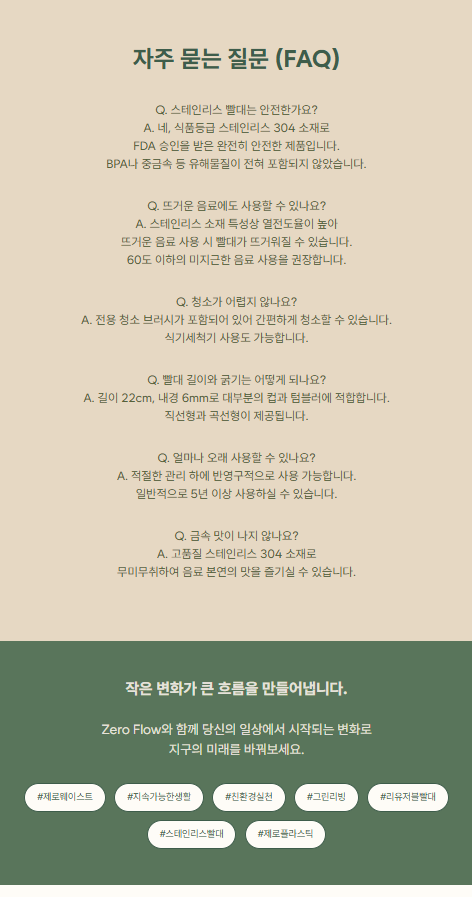 자주 묻는 질문 (FAQ)
Q. 스테인리스 빨대는 안전한가요?
A. 네, 식품등급 스테인리스 304 소재로
FDA 승인을 받은 완전히 안전한 제품입니다.
BPA나 중금속 등 유해물질이 전혀 포함되지 않았습니다.
Q. 뜨거운 음료에도 사용할 수 있나요?
A. 스테인리스 소재 특성상 열전도율이 높아
뜨거운 음료 사용 시 빨대가 뜨거워질 수 있습니다.
60도 이하의 미지근한 음료 사용을 권장합니다.
Q. 청소가 어렵지 않나요?
A. 전용 청소 브러시가 포함되어 있어 간편하게 청소할 수 있습니다.
식기세척기 사용도 가능합니다.
Q. 빨대 길이와 굵기는 어떻게 되나요?
A. 길이 22cm, 내경 6mm로 대부분의 컵과 텀블러에 적합합니다.
직선형과 곡선형이 제공됩니다.
Q. 얼마나 오래 사용할 수 있나요?
A. 적절한 관리 하에 반영구적으로 사용 가능합니다.
일반적으로 5년 이상 사용하실 수 있습니다.
Q. 금속 맛이 나지 않나요?
A. 고품질 스테인리스 304 소재로
무미무취하여 음료 본연의 맛을 즐기실 수 있습니다.
작은 변화가 큰 흐름을 만들어냅니다.
Zero Flow와 함께 당신의 일상에서 시작되는 변화로
지구의 미래를 바꿔보세요.
#제로웨이스트 #지속가능한생활 #친환경실천 #그린리빙 #리유저블빨대
#스테인리스빨대 #제로플라스틱